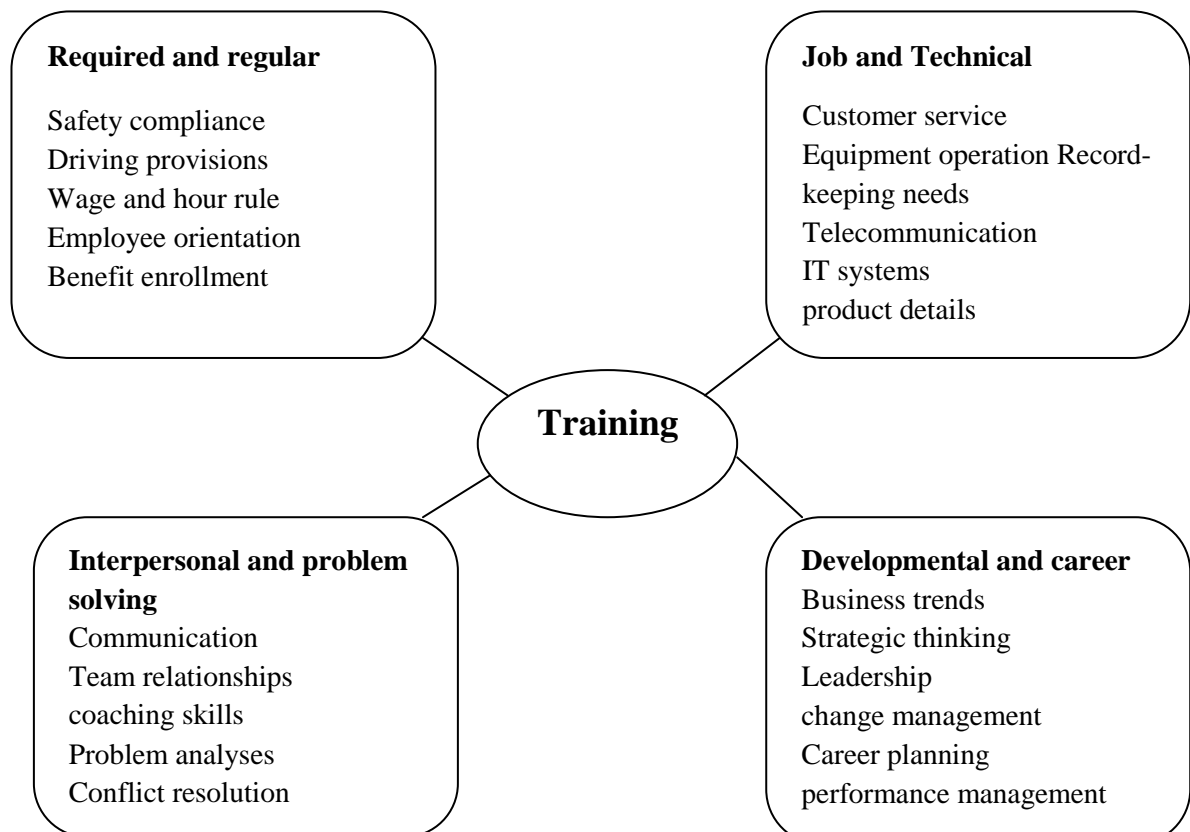 Required and regular
Safety compliance
Driving provisions
Wage and hour rule
Employee orientation
Benefit enrollment
Job and Technical
Customer service
Equipment operation Record-
keeping needs
Telecommunication
IT systems
product details
Training
Interpersonal and problem
solving
Communication
Team relationships
coaching skills
Problem analyses
Conflict resolution
Developmental and career
Business trends
Strategic thinking
Leadership
change management
Career planning
performance management